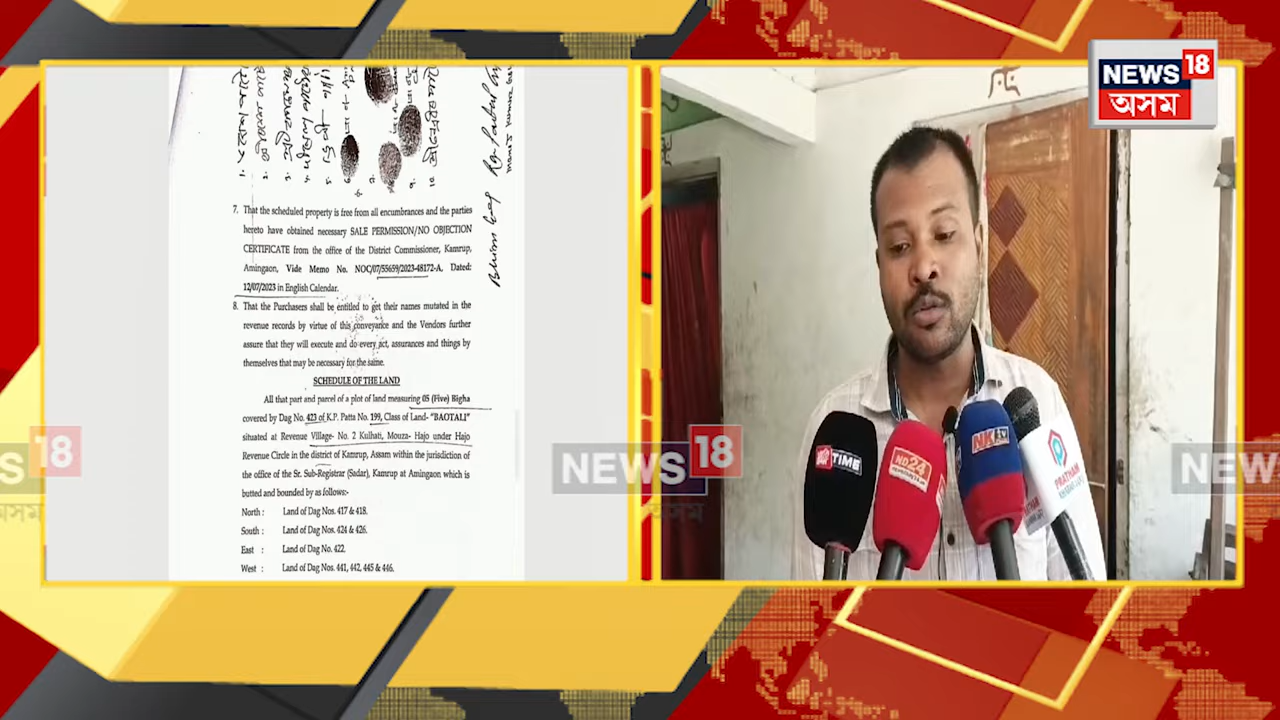 NEWS 18
অসম
7. That the scheduled property is free from all encumbrances and the parties
hereto have obtained necessary SALE PERMISSION/NO OBJECTION
CERTIFICATE from the office of the District Commissioner, Kamrup,
Amingaon, Vide Memo No. NOC/07/55659/2023-48172-A, Dated:
12/07/2023 in English Calendar.
8. That the Purchasers shall be entitled to get their names mutated in the
revenue records by virtue of this conveyance and the Vendors further
assure that they will execute and do every act, assurances and things by
themselves that may be necessary for the same.
SCHEDULE OF THE LAND
All that part and parcel of a plot of land measuring 05 (Five) Bigha
covered by Dag No. 423 of K.P. Patta No. 199, Class of Land- "BAOTALI"
situated at Revenue Village- No. 2 Kulhati, Mouza- Hajo under Hajo
Revenue Circle in the district of Kamrup, Assam within the jurisdiction of
the office of the Sr. Sub-Registrar (Sadar), Kamrup at Amingaon which is
butted and bounded by as follows:-
North : Land of Dag Nos. 417 & 418.
South : Land of Dag Nos. 424 & 426.
East : Land of Dag No. 422.
West : Land of Dag Nos. 441, 442, 445 & 446.
TIME
ND24
NK
PRATHAM
NEWS 18
অসম